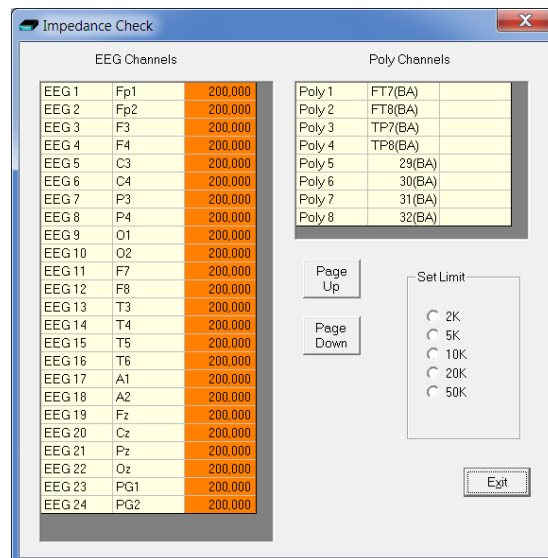 Impedance Check
EEG Channels
EEG 1 Fp1 200,000
EEG 2 Fp2 200,000
EEG 3 F3 200,000
EEG 4 F4 200,000
EEG 5 C3 200,000
EEG 6 C4 200,000
EEG 7 P3 200,000
EEG 8 P4 200,000
EEG 9 O1 200,000
EEG 10 O2 200,000
EEG 11 F7 200,000
EEG 12 F8 200,000
EEG 13 T3 200,000
EEG 14 T4 200,000
EEG 15 T5 200,000
EEG 16 T6 200,000
EEG 17 A1 200,000
EEG 18 A2 200,000
EEG 19 Fz 200,000
EEG 20 Cz 200,000
EEG 21 Pz 200,000
EEG 22 Oz 200,000
EEG 23 PG1 200,000
EEG 24 PG2 200,000
Poly Channels
Poly 1 FT7(BA)
Poly 2 FT8(BA)
Poly 3 TP7(BA)
Poly 4 TP8(BA)
Poly 5 29(BA)
Poly 6 30(BA)
Poly 7 31(BA)
Poly 8 32(BA)
Page
Up
Page
Down
Set Limit
2K
5K
10K
20K
50K
Exit